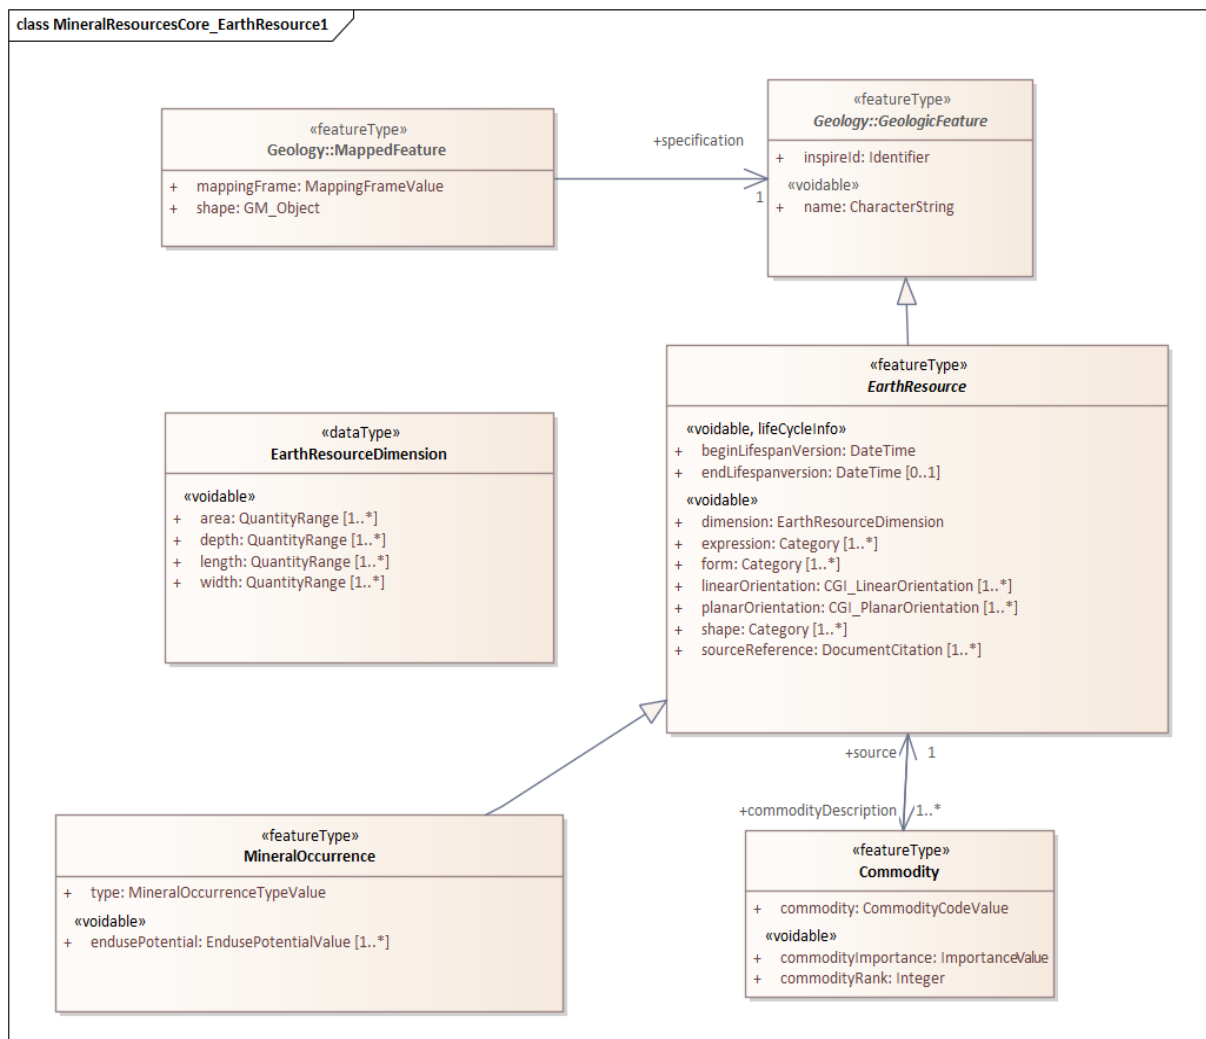 class MineralResourcesCore_EarthResource1
«featureType»
Geology::MappedFeature
+ mappingFrame: MappingFrameValue
+ shape: GM_Object
+specification
1
«featureType»
Geology::GeologicFeature
+ inspireId: Identifier
«voidable»
+ name: CharacterString
«featureType»
EarthResource
«voidable, lifeCycleInfo»
+ beginLifespanVersion: DateTime
+ endLifespanversion: DateTime [0..1]
«voidable»
+ dimension: EarthResourceDimension
+ expression: Category [1..*]
+ form: Category [1..*]
+ linearOrientation: CGI_LinearOrientation [1..*]
+ planarOrientation: CGI_PlanarOrientation [1..*]
+ shape: Category [1..*]
+ sourceReference: DocumentCitation [1..*]
«dataType»
EarthResourceDimension
«voidable»
+ area: QuantityRange [1..*]
+ depth: QuantityRange [1..*]
+ length: QuantityRange [1..*]
+ width: QuantityRange [1..*]
+source 1
+commodityDescription 1..*
«featureType»
MineralOccurrence
+ type: MineralOccurrenceTypeValue
«voidable»
+ endusePotential: EndusePotentialValue [1..*]
«featureType»
Commodity
+ commodity: CommodityCodeValue
«voidable»
+ commodityImportance: ImportanceValue
+ commodityRank: Integer